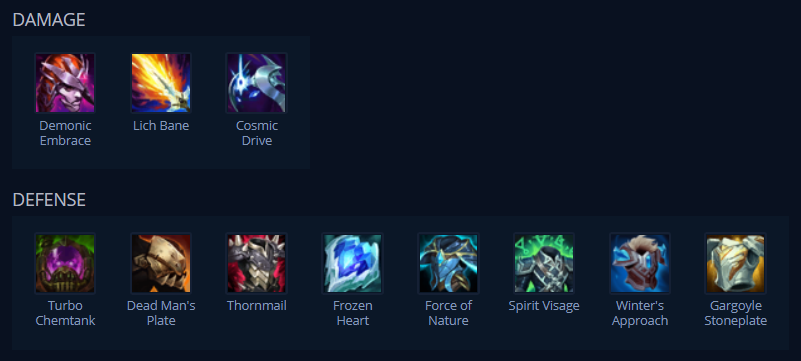 DAMAGE
Demonic Embrace
Lich Bane
Cosmic Drive
DEFENSE
Turbo Chemtank
Dead Man's Plate
Thornmail
Frozen Heart
Force of Nature
Spirit Visage
Winter's Approach
Gargoyle Stoneplate